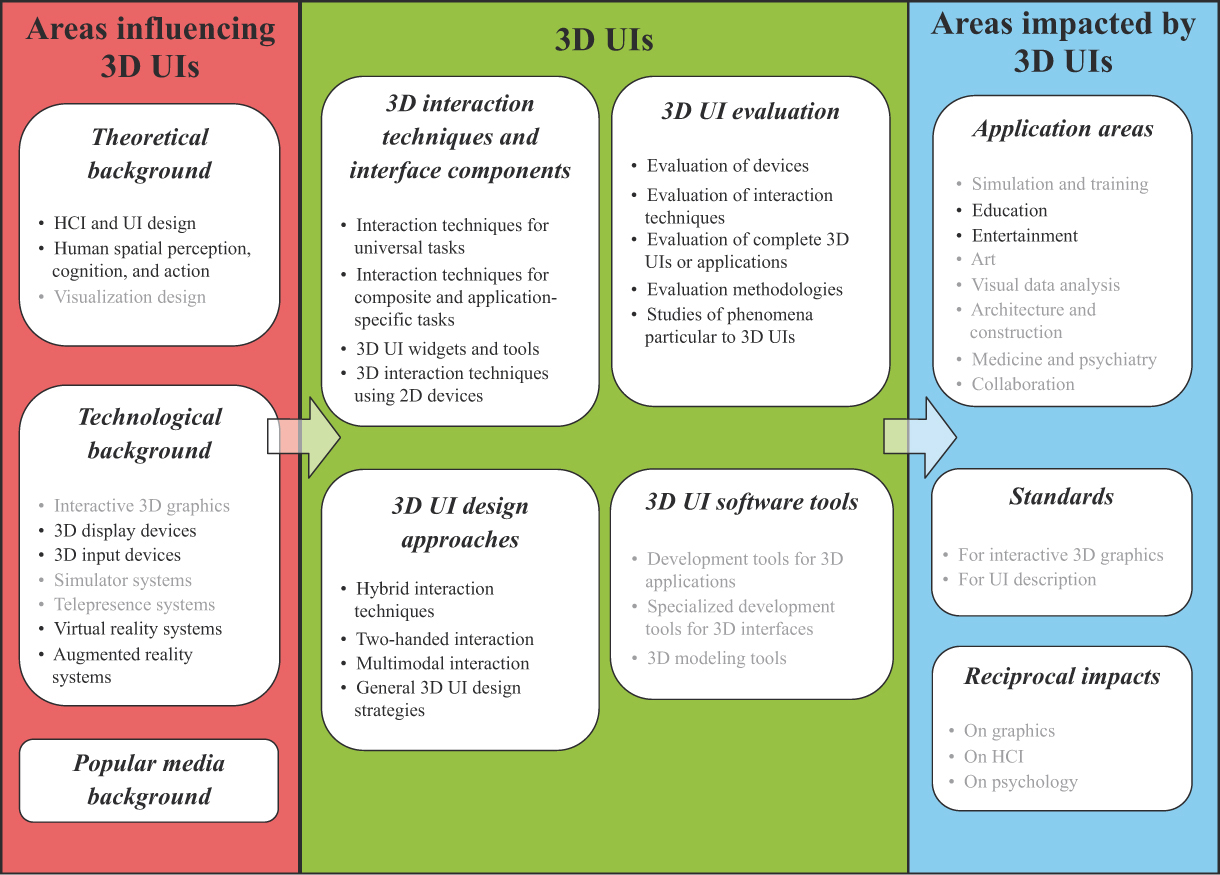 Areas influencing
3D UIs
Theoretical
background
• HCI and UI design
• Human spatial perception,
cognition, and action
• Visualization design
Technological
background
• Interactive 3D graphics
• 3D display devices
• 3D input devices
• Simulator systems
• Telepresence systems
• Virtual reality systems
• Augmented reality
systems
Popular media
background
3D UIs
3D interaction
techniques and
interface components
• Interaction techniques for
universal tasks
• Interaction techniques for
composite and application-
specific tasks
• 3D UI widgets and tools
• 3D interaction techniques
using 2D devices
3D UI evaluation
• Evaluation of devices
• Evaluation of interaction
techniques
• Evaluation of complete 3D
UIs or applications
• Evaluation methodologies
• Studies of phenomena
particular to 3D UIs
3D UI design
approaches
• Hybrid interaction
techniques
• Two-handed interaction
• Multimodal interaction
• General 3D UI design
strategies
3D UI software tools
• Development tools for 3D
applications
• Specialized development
tools for 3D interfaces
• 3D modeling tools
Areas impacted by
3D UIs
Application areas
• Simulation and training
• Education
• Entertainment
• Art
• Visual data analysis
• Architecture and
construction
• Medicine and psychiatry
• Collaboration
Standards
• For interactive 3D graphics
• For UI description
Reciprocal impacts
• On graphics
• On HCI
• On psychology